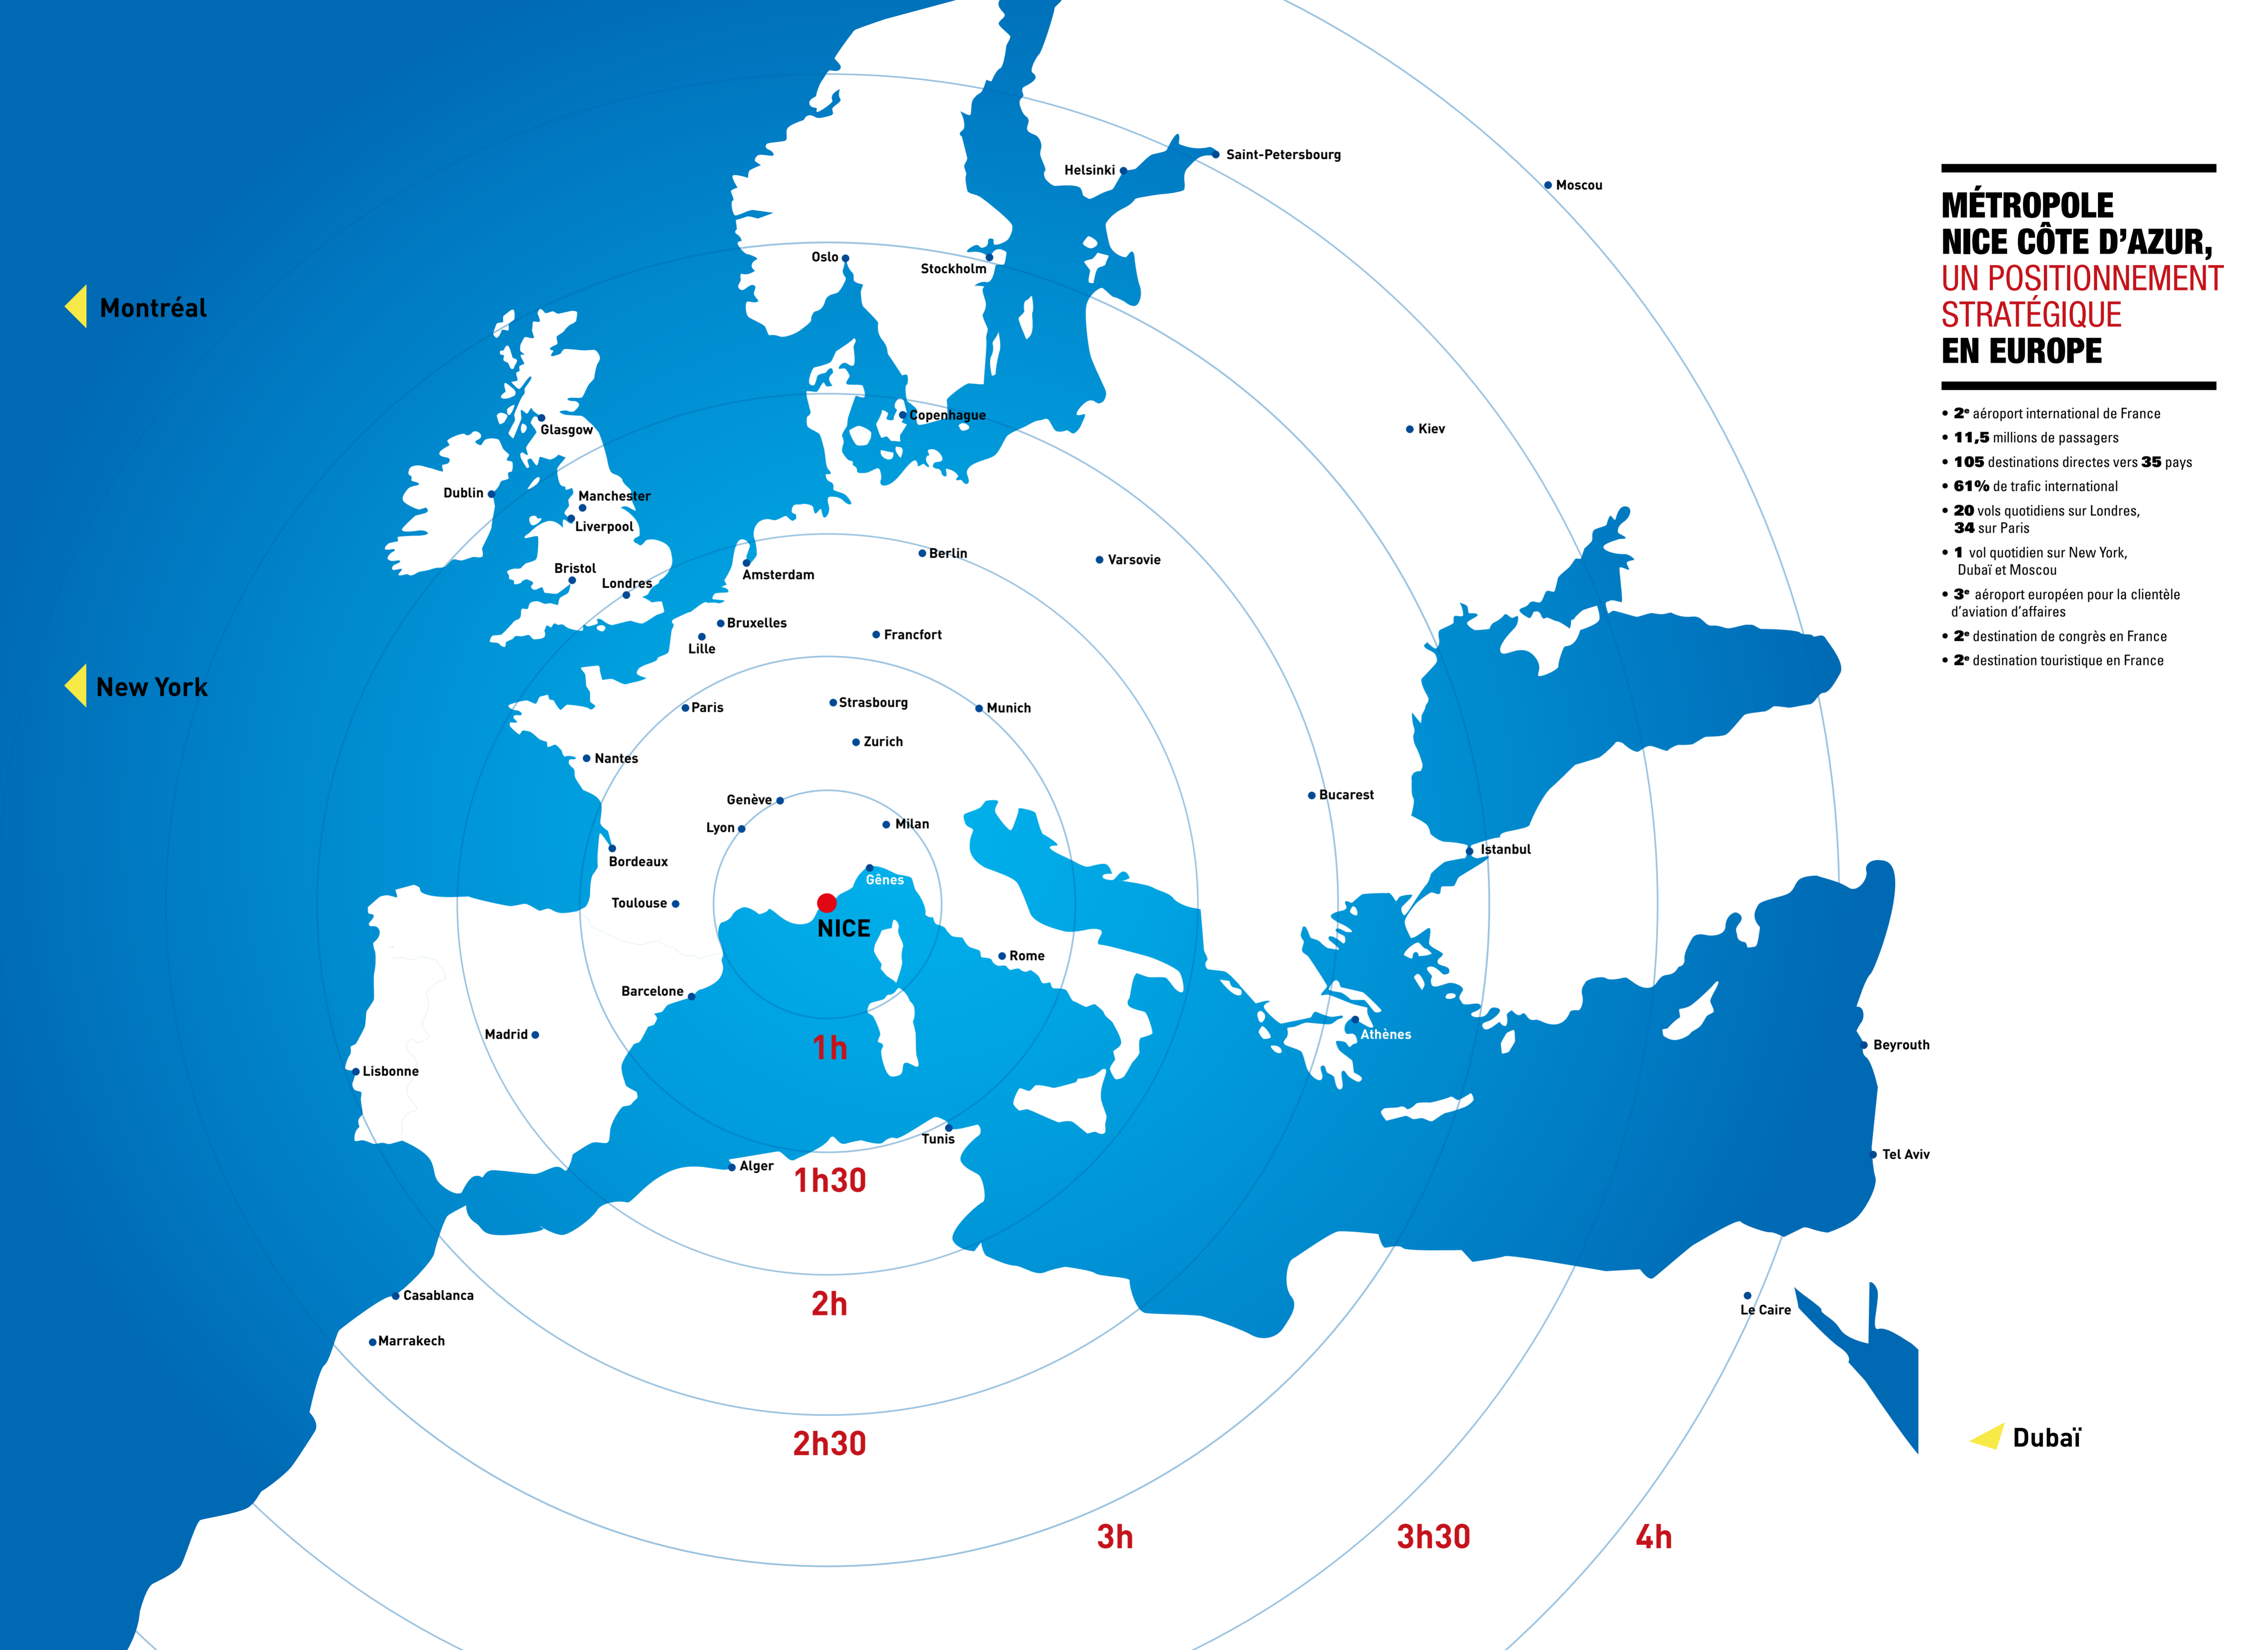 Saint-Petersbourg
Helsinki
Moscou
Oslo
Stockholm
Montréal
Copenhague
Glasgow
Kiev
Dublin
Manchester
Liverpool
Berlin
Varsovie
Bristol
Amsterdam
Londres
Bruxelles
Francfort
Lille
New York
Strasbourg
Paris
Munich
Zurich
Nantes
Genève
Bucarest
Lyon
Milan
Bordeaux
Istanbul
Gênes
Toulouse
NICE
Rome
Barcelone
Madrid
Athènes
Beyrouth
1h
Lisbonne
Tunis
Tel Aviv
Alger
1h30
Casablanca
2h
Le Caire
Marrakech
Dubaï
2h30
3h
3h30
4h
MÉTROPOLE
NICE CÔTE D’AZUR,
UN POSITIONNEMENT
STRATÉGIQUE
EN EUROPE
• 2e aéroport international de France
• 11,5 millions de passagers
• 105 destinations directes vers 35 pays
• 61% de trafic international
• 20 vols quotidiens sur Londres,
34 sur Paris
• 1 vol quotidien sur New York,
Dubaï et Moscou
• 3e aéroport européen pour la clientèle
d’aviation d’affaires
• 2e destination de congrès en France
• 2e destination touristique en France